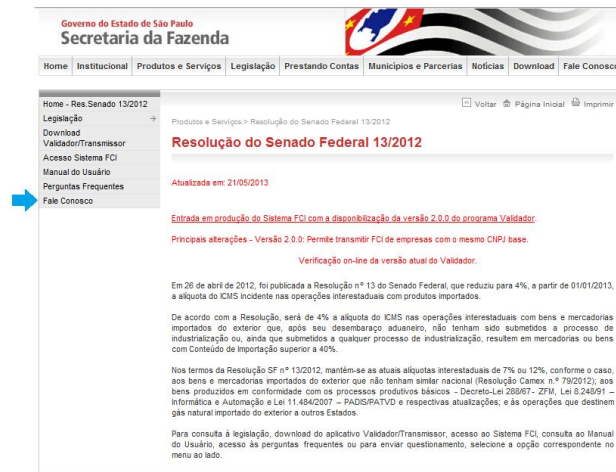 Governo do Estado de São Paulo
Secretaria da Fazenda
Home Institucional Produtos e Serviços Legislação Prestando Contas Municípios e Parcerias Notícias Download Fale Conosco
Home - Res.Senado 13/2012
Legislação
Download
Validador/Transmissor
Acesso Sistema FCI
Manual do Usuário
Perguntas Frequentes
Fale Conosco
Voltar Página Inicial Imprimir
Produtos e Serviços > Resolução do Senado Federal 13/2012
Resolução do Senado Federal 13/2012
Atualizada em: 21/05/2013
Entrada em produção do Sistema FCI com a disponibilização da versão 2.0.0 do programa Validador.
Principais alterações - Versão 2.0.0: Permite transmitir FCI de empresas com o mesmo CNPJ base.
Verificação on-line da versão atual do Validador.
Em 26 de abril de 2012, foi publicada a Resolução nº 13 do Senado Federal, que reduziu para 4%, a partir de 01/01/2013,
a alíquota do ICMS incidente nas operações interestaduais com produtos importados.
De acordo com a Resolução, será de 4% a alíquota do ICMS nas operações interestaduais com bens e mercadorias
importados do exterior que, após seu desembaraço aduaneiro, não tenham sido submetidos a processo de
industrialização ou, ainda que submetidos a qualquer processo de industrialização, resultem em mercadorias ou bens
com Conteúdo de Importação superior a 40%.
Nos termos da Resolução SF nº 13/2012, mantém-se as atuais alíquotas interestaduais de 7% ou 12%, conforme o caso,
aos bens e mercadorias importados do exterior que não tenham similar nacional (Resolução Camex n.º 79/2012); aos
bens produzidos em conformidade com os processos produtivos básicos - Decreto-Lei 288/67- ZFM, Lei 8.248/91 –
Informática e Automação e Lei 11.484/2007 – PADIS/PATVD e respectivas atualizações; e às operações que destinem
gás natural importado do exterior a outros Estados.
Para consulta à legislação, download do aplicativo Validador/Transmissor, acesso ao Sistema FCI, consulta ao Manual
do Usuário, acesso às perguntas frequentes ou para enviar questionamento, selecione a opção correspondente no
menu ao lado.